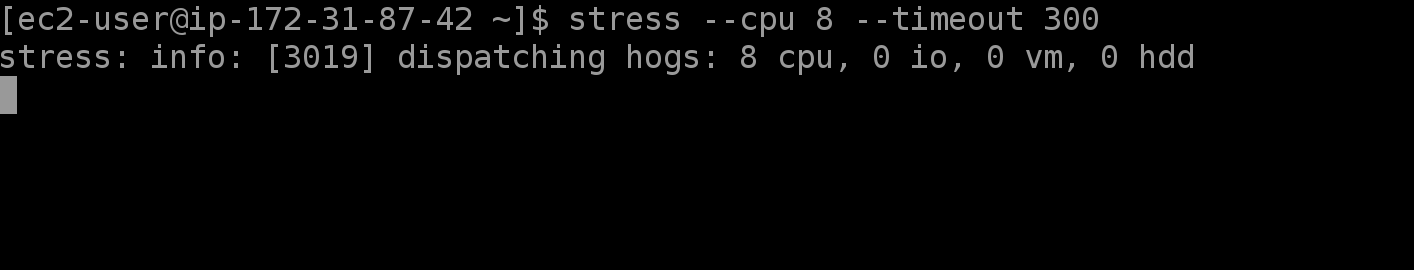 [ec2-user@ip-172-31-87-42 ~]$ stress --cpu 8 --timeout 300
stress: info: [3019] dispatching hogs: 8 cpu, 0 io, 0 vm, 0 hdd